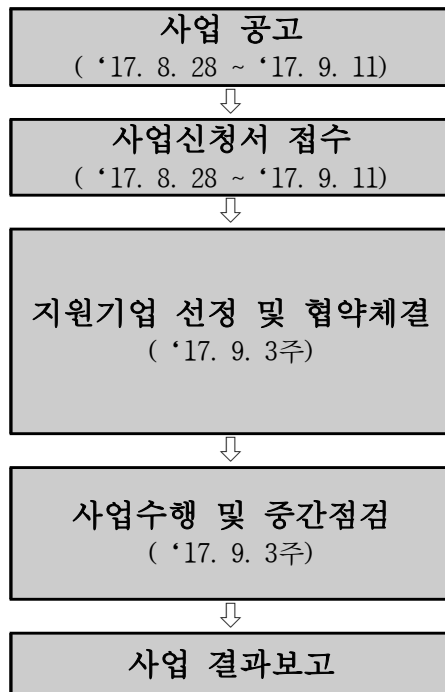 사업 공고
( ‘17. 8. 28 ~ ‘17. 9. 11)
사업신청서 접수
( ‘17. 8. 28 ~ ‘17. 9. 11)
지원기업 선정 및 협약체결
( ‘17. 9. 3주)
사업수행 및 중간점검
( ‘17. 9. 3주)
사업 결과보고